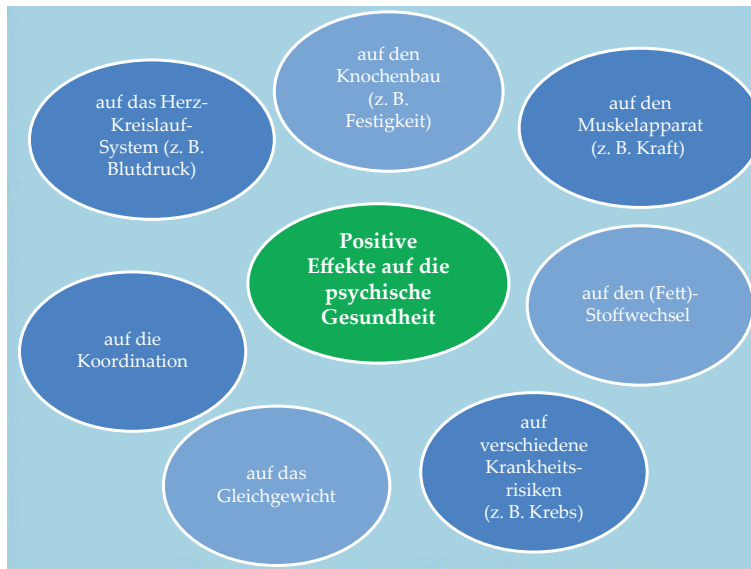 auf den
Knochenbau
(z. B.
Festigkeit)
auf das Herz-
Kreislauf-
System (z. B.
Blutdruck)
auf den
Muskelapparat
(z. B. Kraft)
Positive
Effekte auf die
psychische
Gesundheit
auf den (Fett)-
Stoffwechsel
auf die
Koordination
auf
verschiedene
Krankheits-
risiken
(z. B. Krebs)
auf das
Gleichgewicht